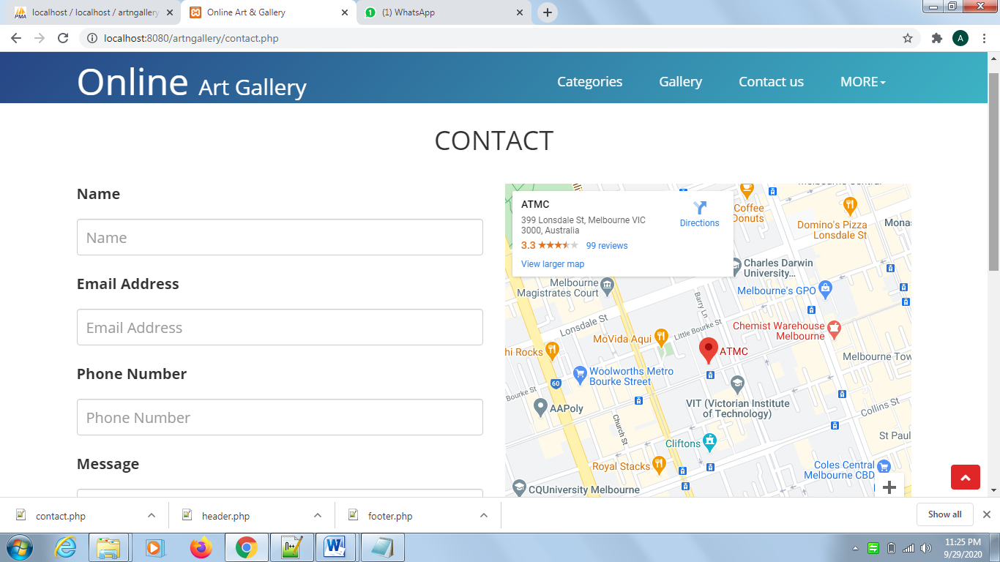 localhost / localhost / artngallery
Online Art & Gallery
(1) WhatsApp
localhost:8080/artngallery/contact.php
A
Online Art Gallery
Categories
Gallery
Contact us
MORE
CONTACT
Name
Name
Email Address
Email Address
Phone Number
Phone Number
Message
ATMC
399 Lonsdale St, Melbourne VIC
3000, Australia
3.3
99 reviews
View larger map
Directions
Melbourne Central
Coffee
Donuts
Domino's Pizza
Lonsdale St
Monas
Charles Darwin
University...
Melbourne
Magistrates Court
Melbourne's GPO
Barry Ln
Lonsdale St
Little Bourke St
Chemist Warehouse
Melbourne
MoVida Aqui
hi Rocks
ATMC
Melbourne Tow
Woolworths Metro
Bourke Street
60
Bourke St
AAPoly
VIT (Victorian Institute
of Technology)
Collins St
Church St
Cliftons
St Paul
Royal Stacks
Coles Central
Melbourne CBD
CQUniversity Melbourne
contact.php
header.php
footer.php
Show all
11:25 PM
9/29/2020